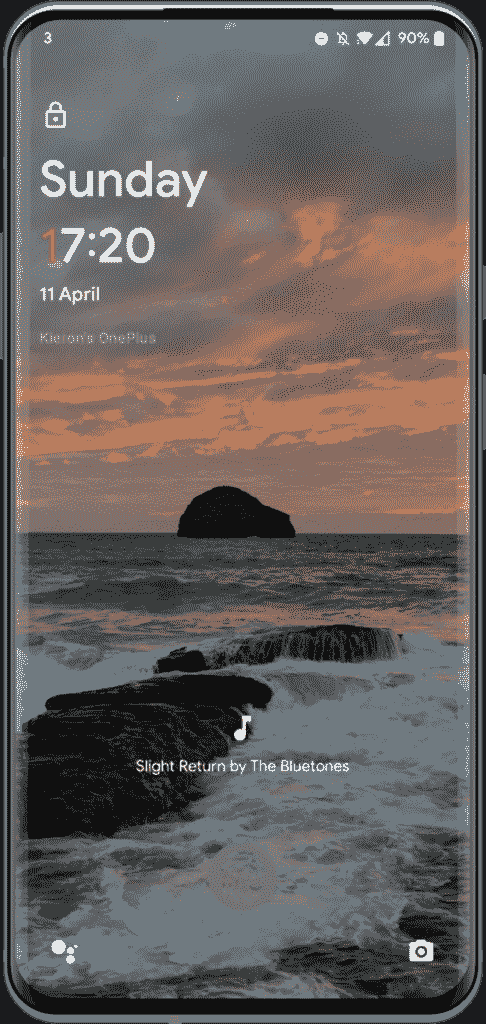 3
90%
Sunday
17:20
11 April
Kieron's OnePlus
Slight Return by The Bluetones